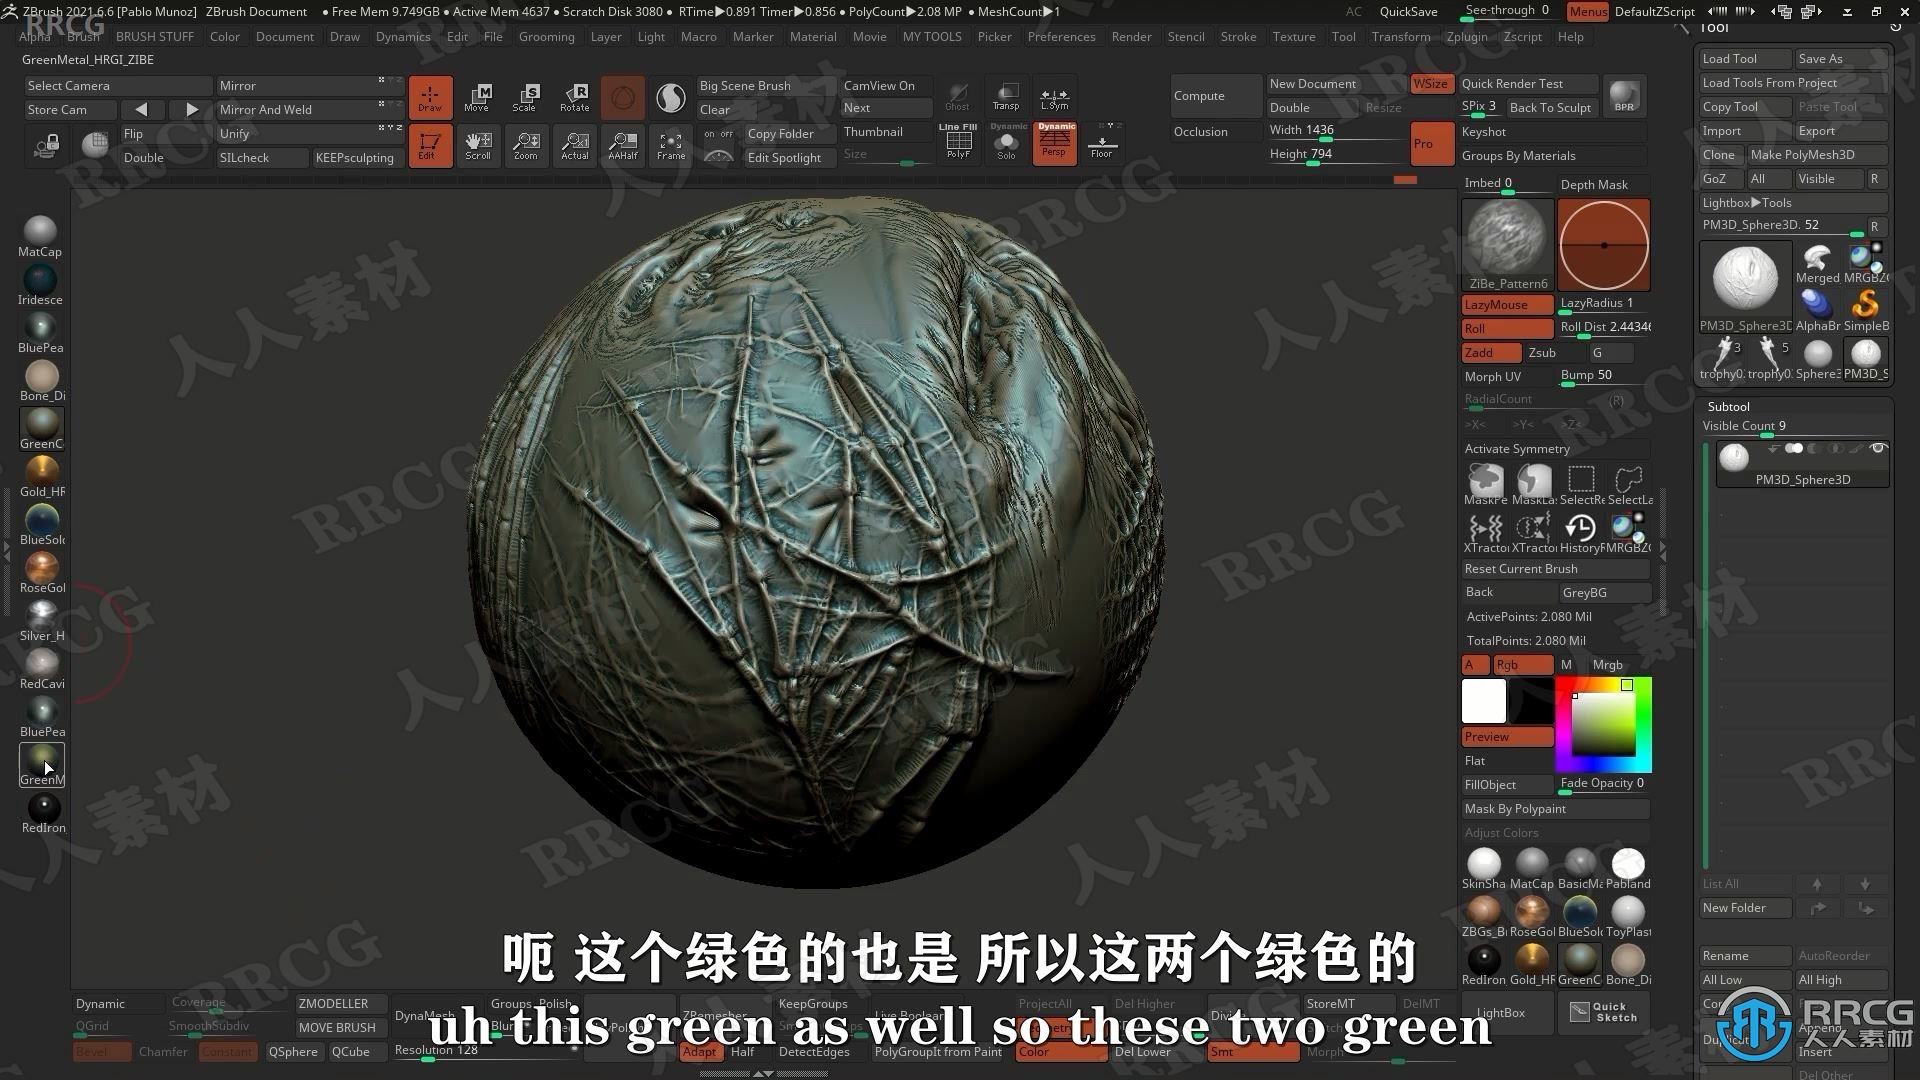 ZBrush 2021.6.6 [Pablo Munoz] ZBrush Document • Free Mem 9.749GB • Active Mem 4637 • Scratch Disk 3080 • RTime▶0.891 Timer▶0.856 • PolyCount▶2.08 MP • MeshCount▶1 AC QuickSave See-through 0 Menus DefaultZScript
Alpha Brush BRUSH STUFF Color Document Draw Dynamics Edit File Grooming Layer Light Macro Marker Material Movie MY TOOLS Picker Preferences Render Stencil Stroke Texture Tool Transform Zplugin Zscript Help
GreenMetal_HRGI_ZIBE
Select Camera Mirror
Store Cam Mirror And Weld
Flip Unify
Double SILcheck KEEPsculpting
Draw Move Scale Rotate
Edit Scroll Zoom Actual AAHalf Frame
Big Scene Brush CamView On
Clear Next
on off Copy Folder Thumbnail
Edit Spotlight Size
Ghost Transp L.Sym
Line Fill PolyF Dynamic Solo Dynamic Persp Floor
Compute New Document WSize Quick Render Test
Double Resize SPix 3 Back To Sculpt BPR
Occlusion Width 1436 Pro Keyshot
Height 794 Groups By Materials
Imbed 0 Depth Mask
ZiBe_Pattern6
LazyMouse LazyRadius 1
Roll Roll Dist 2.4434
Zadd Zsub G
Morph UV Bump 50
RadialCount (R)
>X< >Y< >Z<
Activate Symmetry
MaskPe MaskLa SelectRe SelectLa
XTracto XTracto HistoryF MRGBZG
Reset Current Brush
Back GreyBG
ActivePoints: 2.080 Mil
TotalPoints: 2.080 Mil
A Rgb M Mrgb
Preview
Flat
FillObject Fade Opacity 0
Mask By Polypaint
Adjust Colors
SkinSha MatCap BasicMa Pabland
ZBGs_B RoseGol BlueSol ToyPlast
RedIron Gold_HR GreenC Bone_Di
LightBox Quick Sketch
Tool
Load Tool Save As
Load Tools From Project
Copy Tool Paste Tool
Import Export
Clone Make PolyMesh3D
GoZ All Visible R
Lightbox▶Tools
PM3D_Sphere3D. 52 R
Merged MRGBZG
PM3D_Sphere3D AlphaBr SimpleB
3 5
trophy0 trophy0 Sphere3 PM3D_S
Subtool
Visible Count 9
PM3D_Sphere3D
List All
New Folder
Rename AutoReorder
All Low All High
Append
Insert
Del Other
MatCap
Iridesce
BluePea
Bone_Di
GreenC
Gold_HR
BlueSol
RoseGol
Silver_H
RedCavi
BluePea
GreenM
RedIron
Dynamic Coverage ZMODELLER Groups Polish KeepGroups ProjectAll Del Higher StoreMT DelMT
QGrid SmoothSubdiv MOVE BRUSH DynaMesh Blur ZRemesher Live Boolean
Bevel Chamfer Constant QSphere QCube Resolution 128 Adapt Half DetectEdges PolyGroupIt from Paint Color Del Lower Smt Morph
呃 这个绿色的也是 所以这两个绿色的
uh this green as well so these two green
RRCG
人人素材